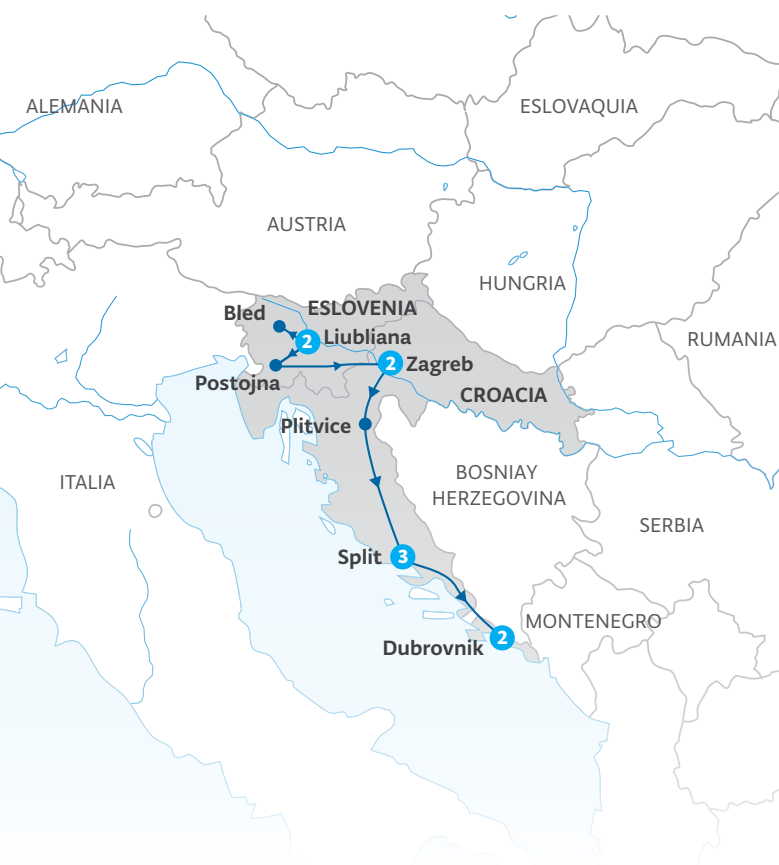 ALEMANIA
ESLOVAQUIA
AUSTRIA
HUNGRIA
Bled
ESLOVENIA
2
Liubliana
RUMANIA
2
Zagreb
Postojna
CROACIA
Plitvice
ITALIA
BOSNIAY
HERZEGOVINA
SERBIA
Split
3
MONTENEGRO
Dubrovnik
2